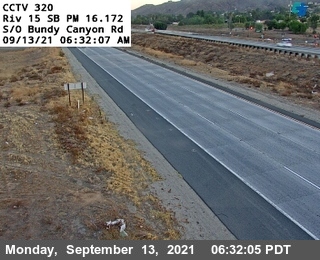 CCTV 320
Riv 15 SB PM 16.172
S/O Bundy Canyon Rd
09/13/21 06:32:07 AM
Monday, September 13, 2021 06:32:05 PDT